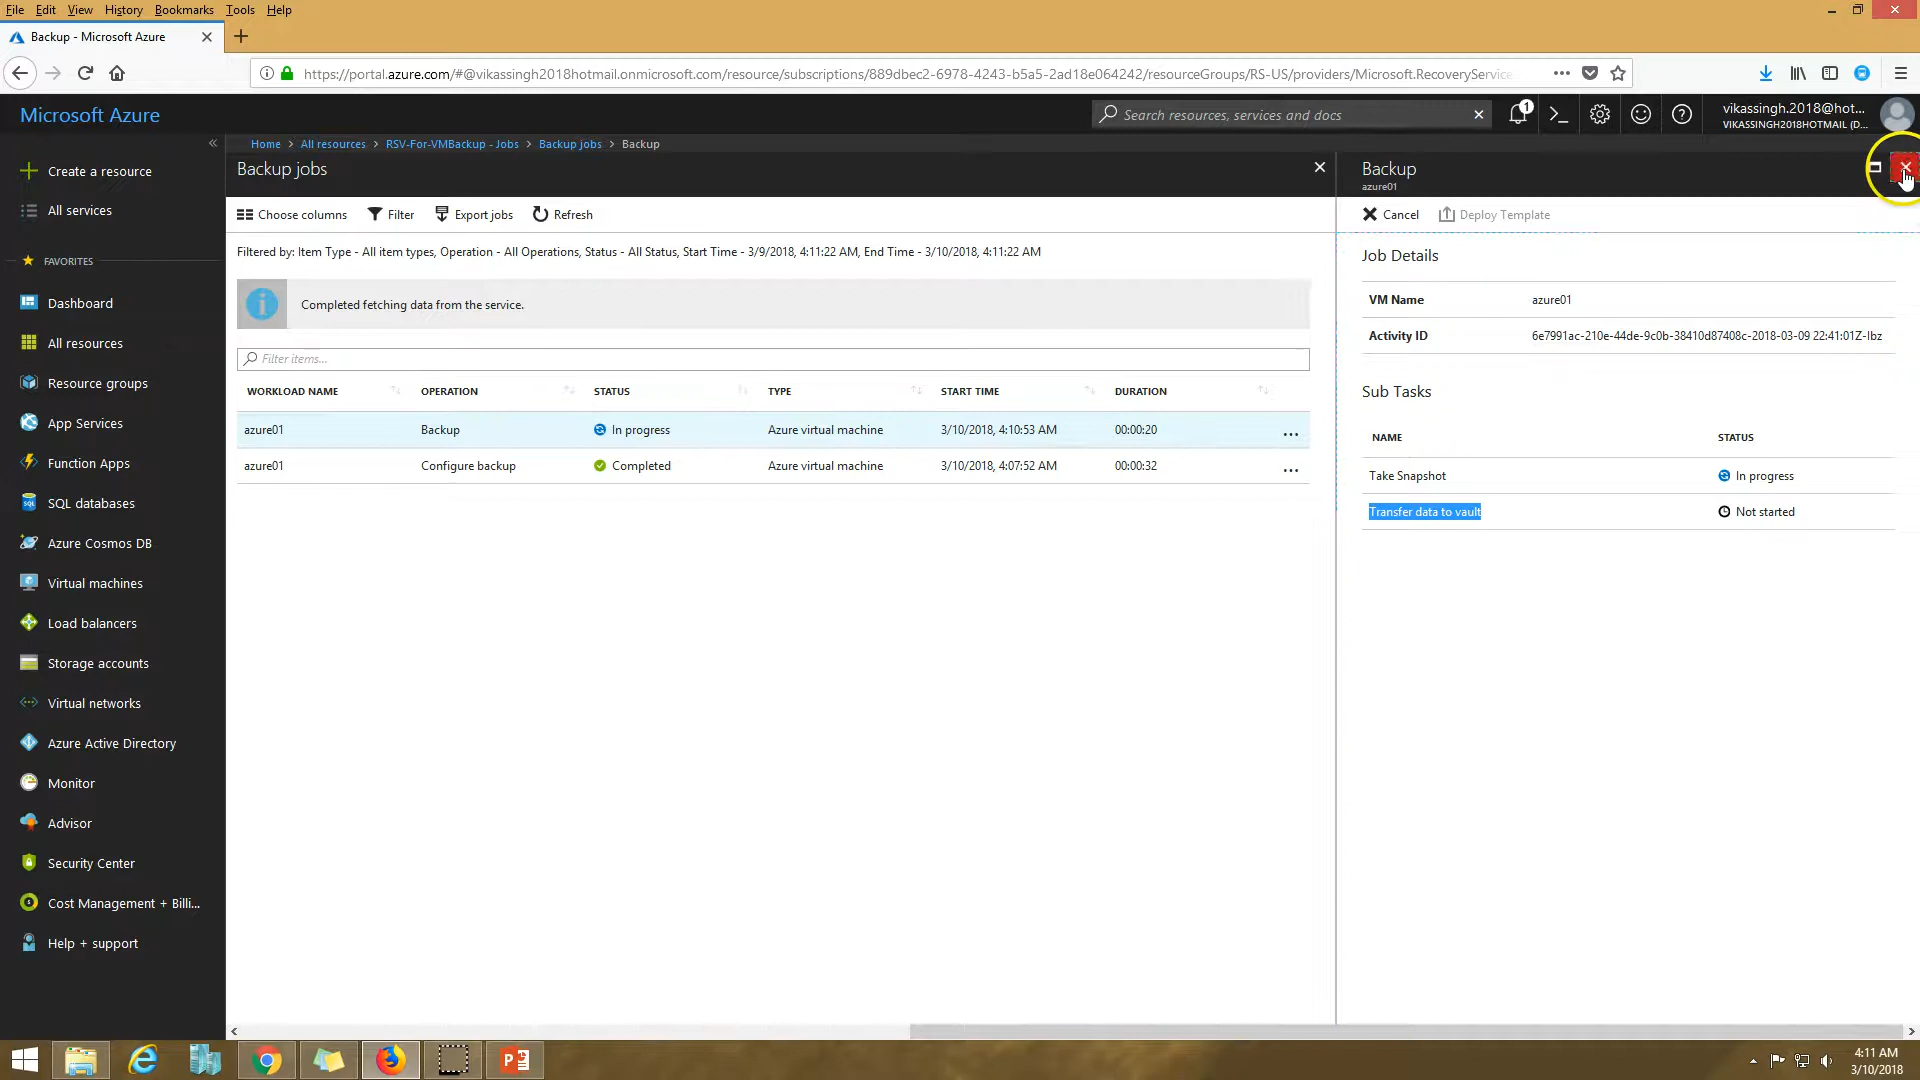 File Edit View History Bookmarks Tools Help
Backup - Microsoft Azure
https://portal.azure.com/#@vikassingh2018hotmail.onmicrosoft.com/resource/subscriptions/889dbec2-6978-4243-b5a5-2ad18e064242/resourceGroups/RS-US/providers/Microsoft.RecoveryService
Microsoft Azure
Search resources, services and docs
1
vikassingh.2018@hot...
VIKASSINGH2018HOTMAIL (D...
Home > All resources > RSV-For-VMBackup - Jobs > Backup jobs > Backup
Create a resource
All services
FAVORITES
Dashboard
All resources
Resource groups
App Services
Function Apps
SQL databases
Azure Cosmos DB
Virtual machines
Load balancers
Storage accounts
Virtual networks
Azure Active Directory
Monitor
Advisor
Security Center
Cost Management + Billi...
Help + support
Backup jobs
Choose columns Filter Export jobs Refresh
Filtered by: Item Type - All item types, Operation - All Operations, Status - All Status, Start Time - 3/9/2018, 4:11:22 AM, End Time - 3/10/2018, 4:11:22 AM
Completed fetching data from the service.
Filter items...
WORKLOAD NAME OPERATION STATUS TYPE START TIME DURATION
azure01 Backup In progress Azure virtual machine 3/10/2018, 4:10:53 AM 00:00:20 ...
azure01 Configure backup Completed Azure virtual machine 3/10/2018, 4:07:52 AM 00:00:32 ...
Backup
azure01
Cancel Deploy Template
Job Details
VM Name azure01
Activity ID 6e7991ac-210e-44de-9c0b-38410d87408c-2018-03-09 22:41:01Z-Ibz
Sub Tasks
NAME STATUS
Take Snapshot In progress
Transfer data to vault Not started
4:11 AM
3/10/2018